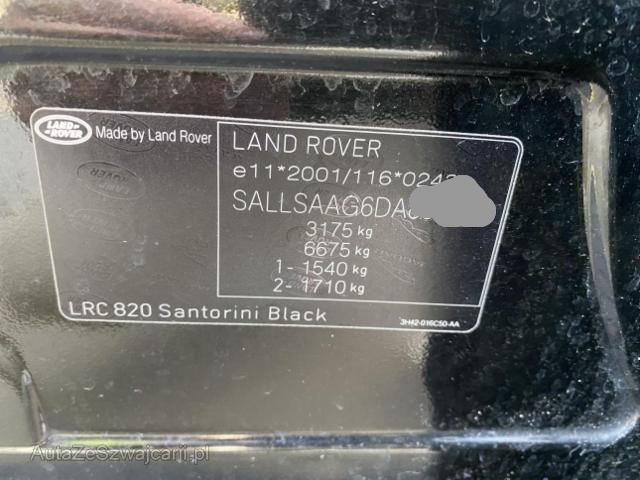 LAND ROVER
Made by Land Rover
LAND ROVER
e11*2001/116*024
SALLSAAG6DA
3175 kg
6675 kg
1 - 1540 kg
2 - 1710 kg
LRC 820 Santorini Black
3H42-016C50-AA
AutaZeSzwajcarii.pl